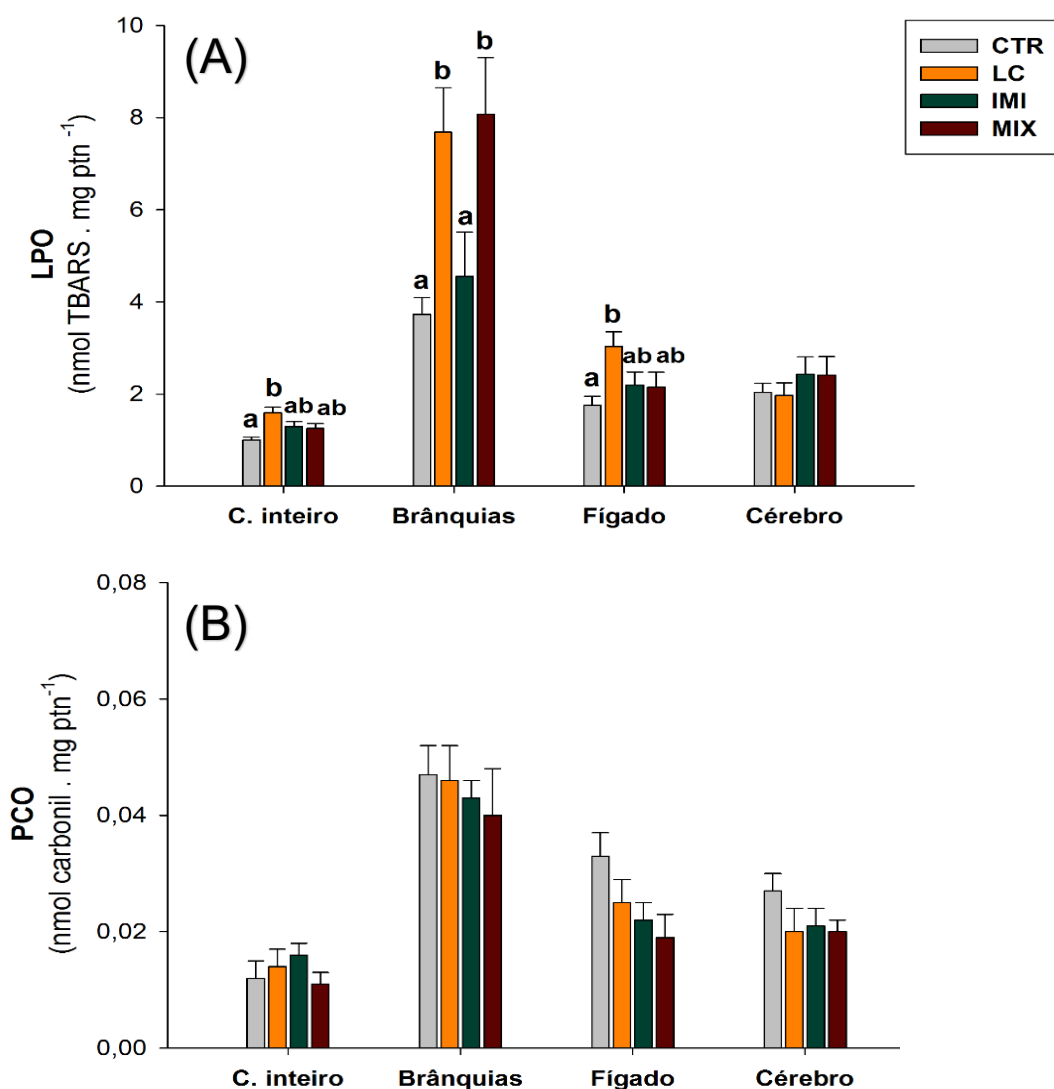 (A)
CTR
LC
IMI
MIX
LPO
(nmol TBARS . mg ptn -1)
10
8
6
4
2
0
a
b
ab
ab
a
b
a
b
a
b
ab
ab
C. inteiro
Brânquias
Fígado
Cérebro
(B)
PCO
(nmol carbonil . mg ptn-1)
0,08
0,06
0,04
0,02
0,00
C. inteiro
Brânquias
Fígado
Cérebro